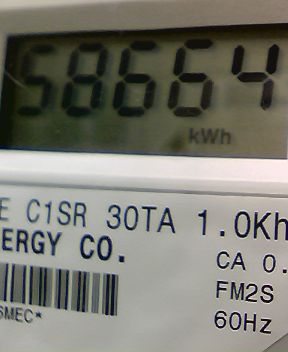 58664
kWh
E C1SR 30TA 1.0Kh
ERGY CO.
CA 0.
FM2S
SMEC*
60Hz